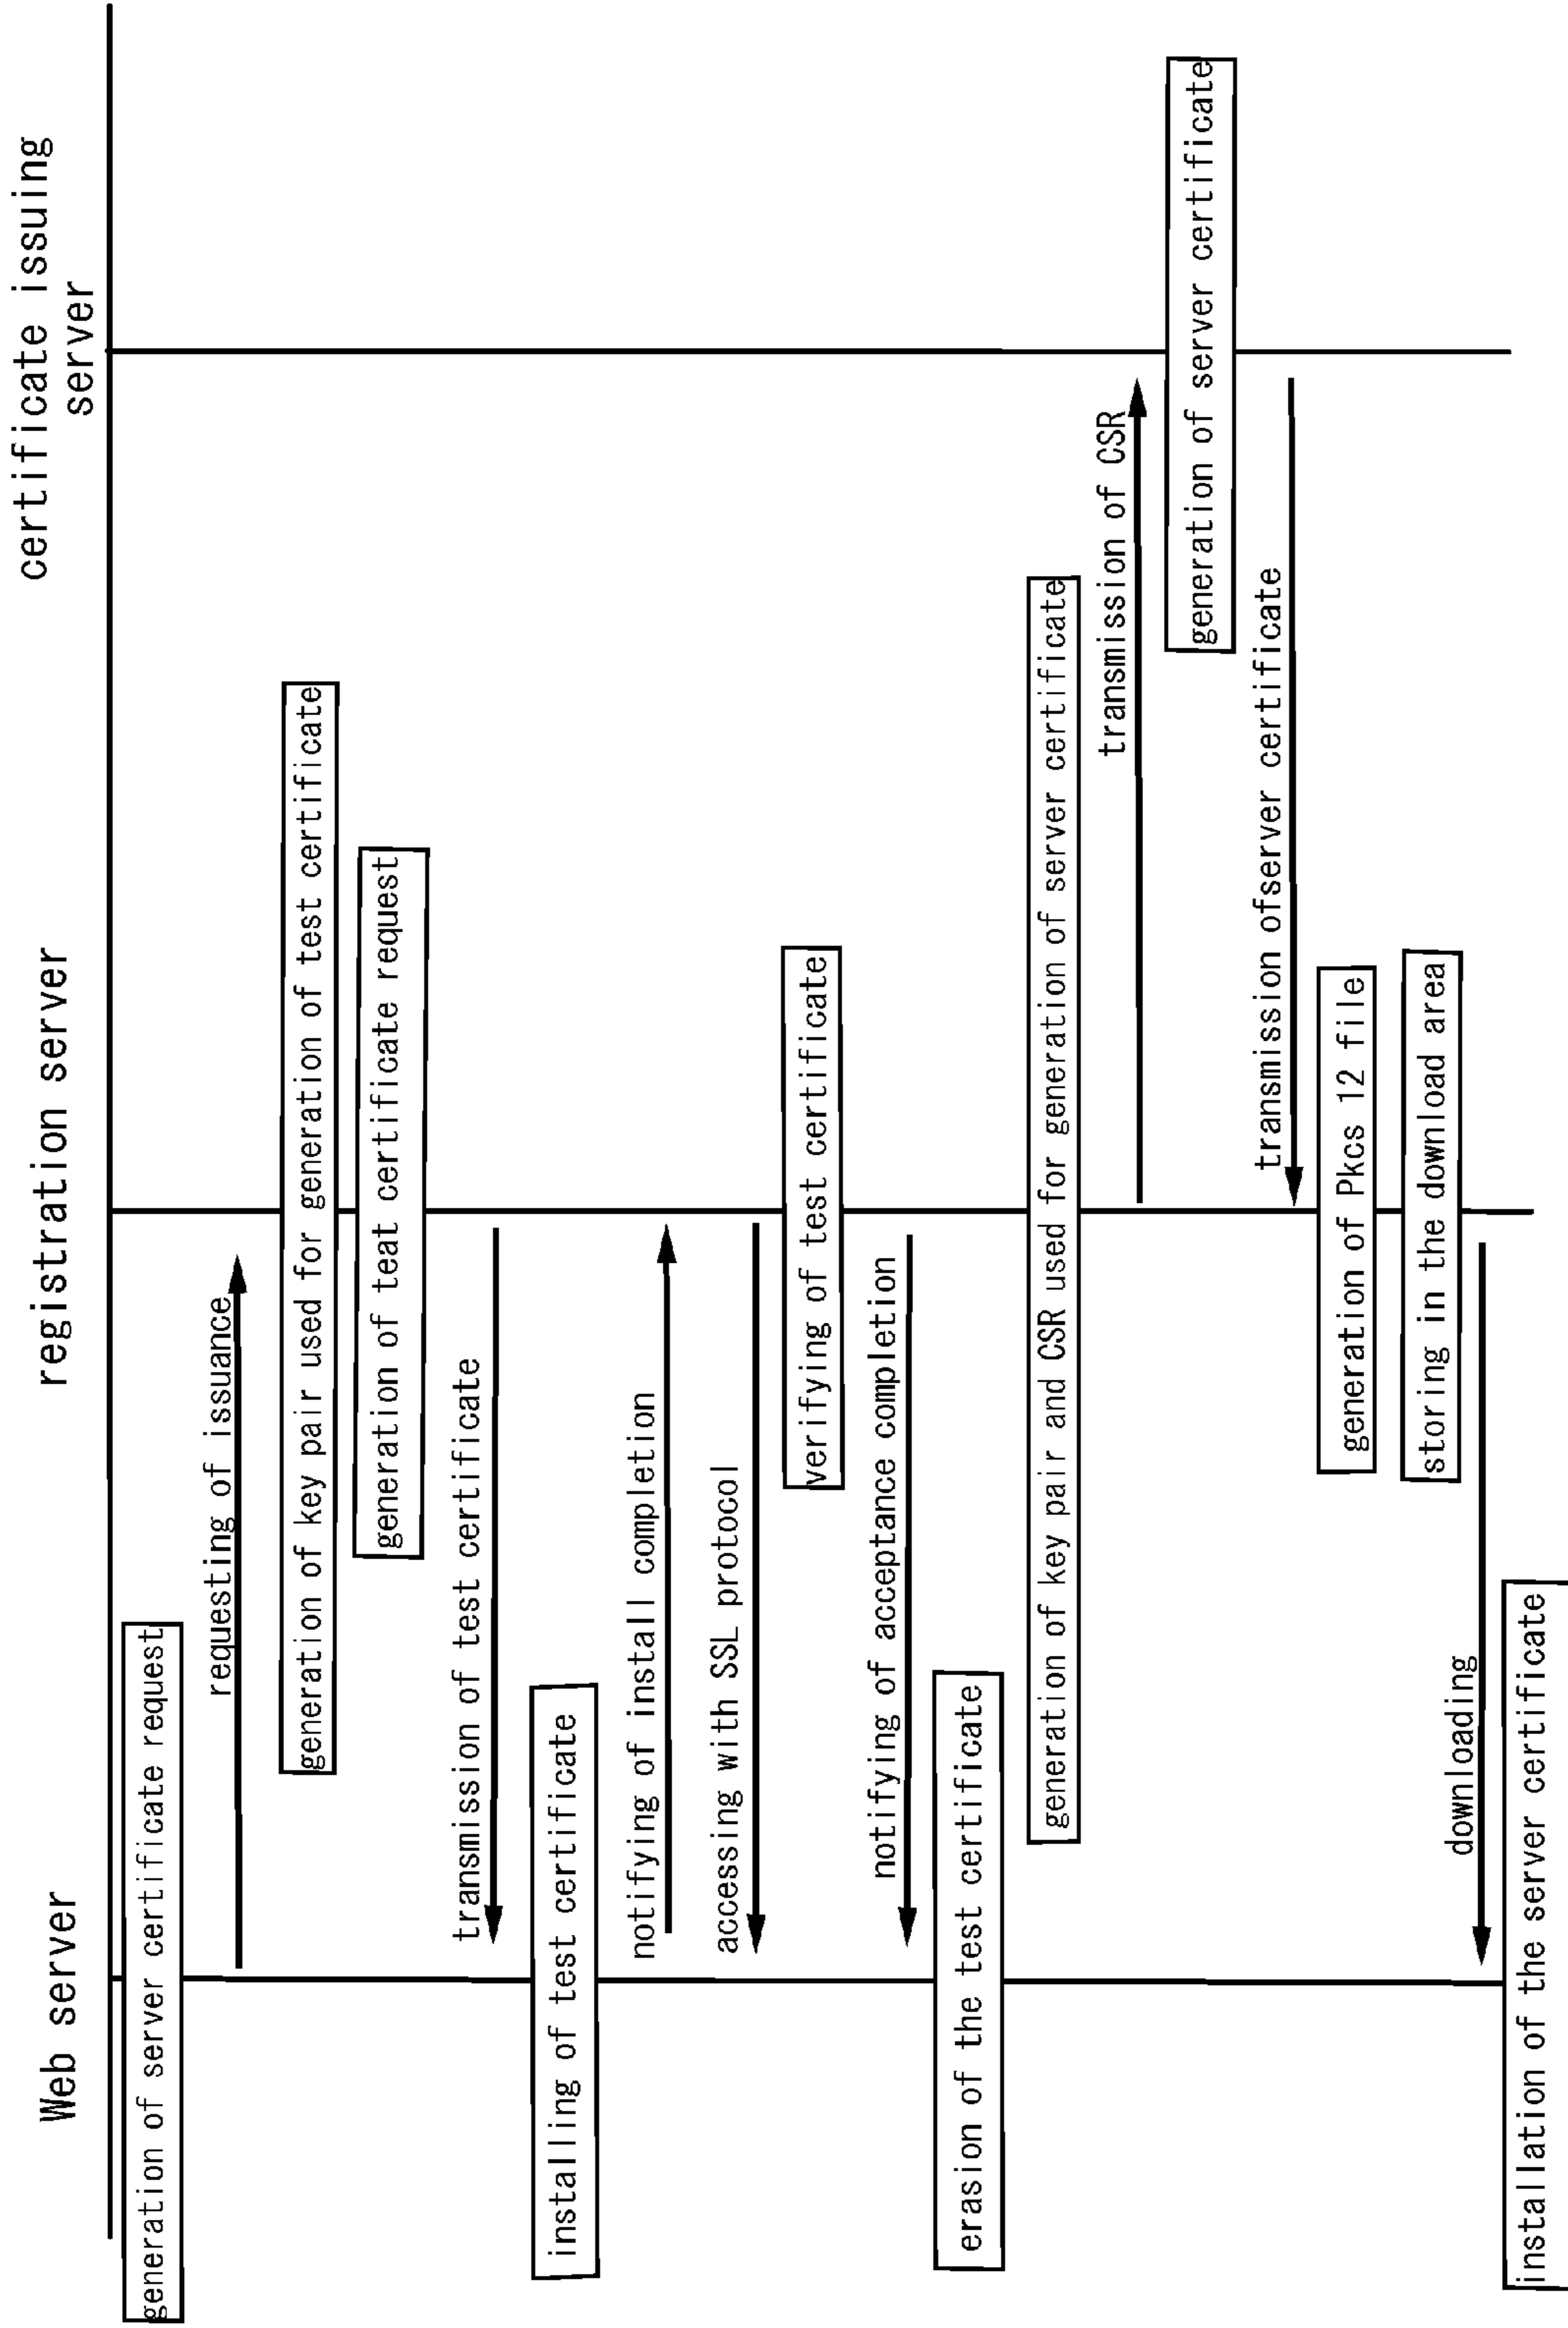 Web server
registration server
certificate issuing
server
generation of server certificate request
requesting of issuance
generation of key pair used for generation of test certificate
generation of teat certificate request
transmission of test certificate
installing of test certificate
notifying of install completion
accessing with SSL protocol
verifying of test certificate
notifying of acceptance completion
erasion of the test certificate
generation of key pair and CSR used for generation of server certificate
transmission of CSR
generation of server certificate
transmission ofserver certificate
generation of Pkcs 12 file
storing in the download area
downloading
installation of the server certificate